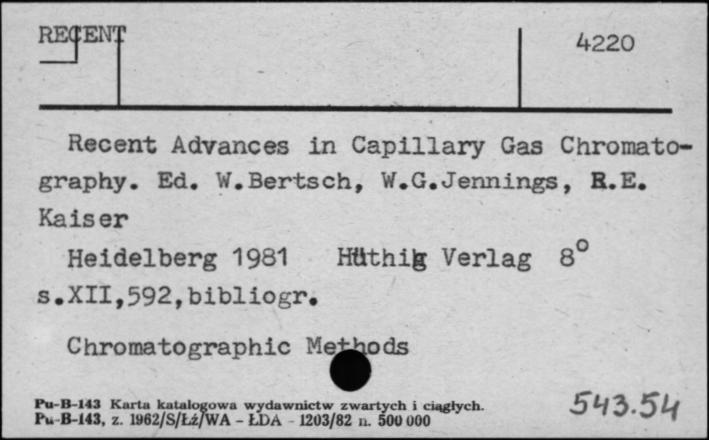 RECENT
4220
Recent Advances in Capillary Gas Chromato-
graphy. Ed. W.Bertsch, W.G.Jennings, R.E.
Kaiser
Heidelberg 1981 Hüthig Verlag 8°
s.XII,592,bibliogr.
Chromatographic Methods
Pu-B-143 Karta katalogowa wydawnictw zwartych i ciągłych.
Pu-B-143, z. 1962/S/Łź/WA - ŁDA - 1203/82 n. 500 000
543.54